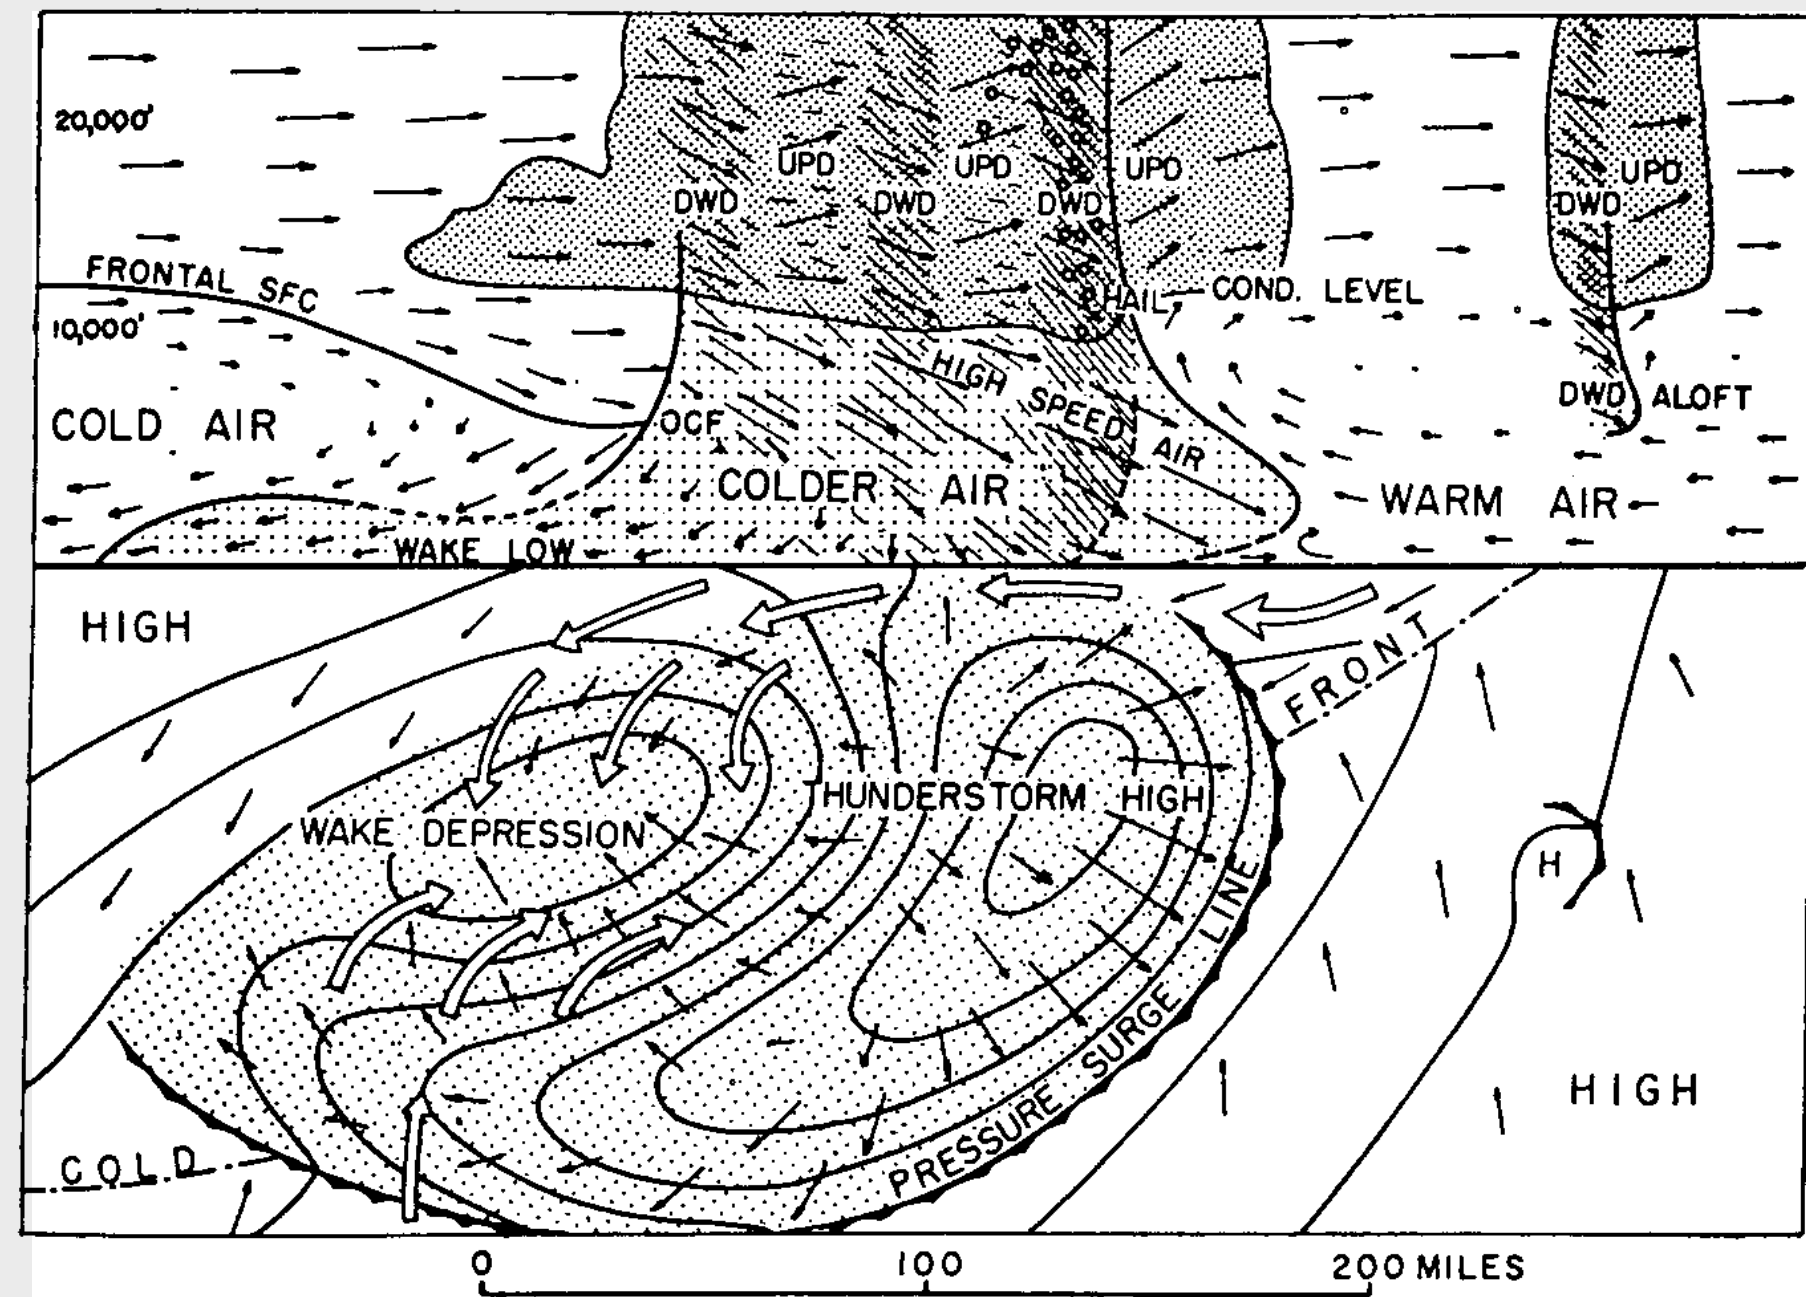 20,000'
UPD UPD UPD UPD
DWD DWD DWD DWD
FRONTAL SFC
HAIL COND. LEVEL
10,000'
HIGH SPEED AIR
DWD ALOFT
COLD AIR
OCF
COLDER AIR
WARM AIR
WAKE LOW
HIGH
FRONT
THUNDERSTORM HIGH
WAKE DEPRESSION
H
PRESSURE SURGE LINE
HIGH
COLD
0 100 200 MILES